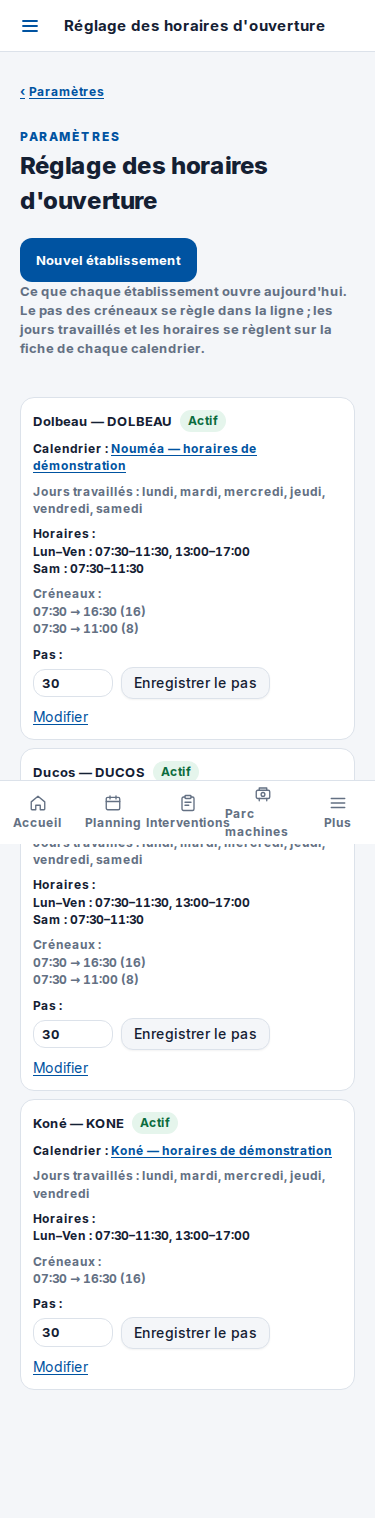 Réglage des horaires d'ouverture
‹ Paramètres
PARAMÈTRES
Réglage des horaires
d'ouverture
Nouvel établissement
Ce que chaque établissement ouvre aujourd'hui.
Le pas des créneaux se règle dans la ligne ; les
jours travaillés et les horaires se règlent sur la
fiche de chaque calendrier.
Dolbeau — DOLBEAU Actif
Calendrier : Nouméa — horaires de
démonstration
Jours travaillés : lundi, mardi, mercredi, jeudi,
vendredi, samedi
Horaires :
Lun–Ven : 07:30–11:30, 13:00–17:00
Sam : 07:30–11:30
Créneaux :
07:30 → 16:30 (16)
07:30 → 11:00 (8)
Pas :
30 Enregistrer le pas
Modifier
Ducos — DUCOS Actif
Accueil Planning Interventions Parc machines Plus
Jours travaillés : lundi, mardi, mercredi, jeudi,
vendredi, samedi
Horaires :
Lun–Ven : 07:30–11:30, 13:00–17:00
Sam : 07:30–11:30
Créneaux :
07:30 → 16:30 (16)
07:30 → 11:00 (8)
Pas :
30 Enregistrer le pas
Modifier
Koné — KONE Actif
Calendrier : Koné — horaires de démonstration
Jours travaillés : lundi, mardi, mercredi, jeudi,
vendredi
Horaires :
Lun–Ven : 07:30–11:30, 13:00–17:00
Créneaux :
07:30 → 16:30 (16)
Pas :
30 Enregistrer le pas
Modifier